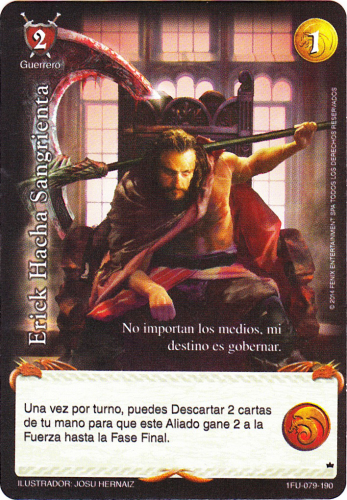 2
Guerrero
1
Erick Hacha Sangrienta
© 2014 FENIX ENTERTAINMENT SPA TODOS LOS DERECHOS RESERVADOS
No importan los medios, mi
destino es gobernar.
Una vez por turno, puedes Descartar 2 cartas
de tu mano para que este Aliado gane 2 a la
Fuerza hasta la Fase Final.
ILUSTRADOR: JOSU HERNAIZ
1FU-079-190